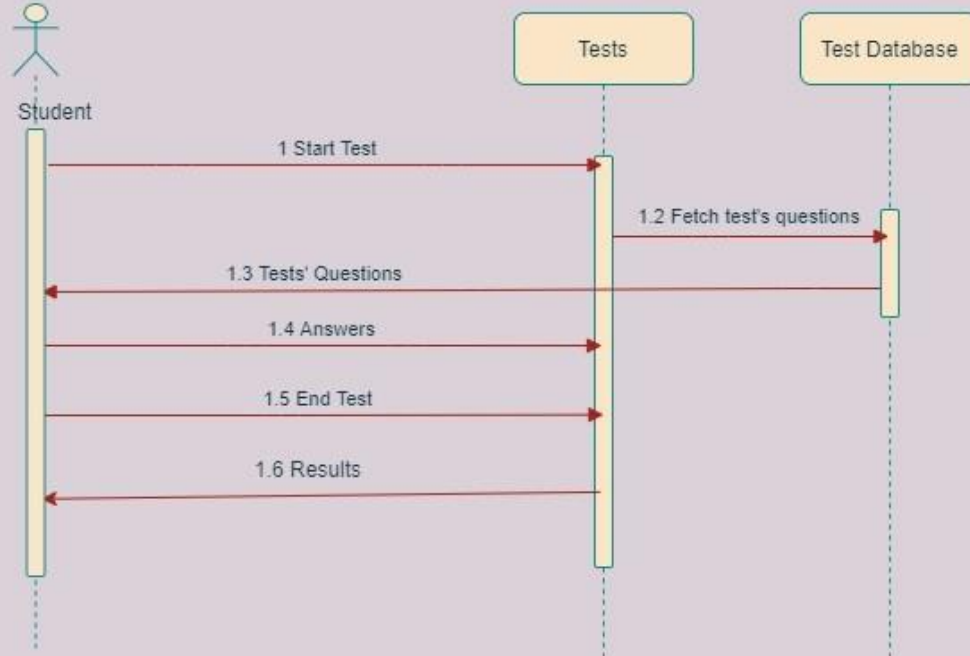 Tests
Test Database
Student
1 Start Test
1.2 Fetch test's questions
1.3 Tests' Questions
1.4 Answers
1.5 End Test
1.6 Results